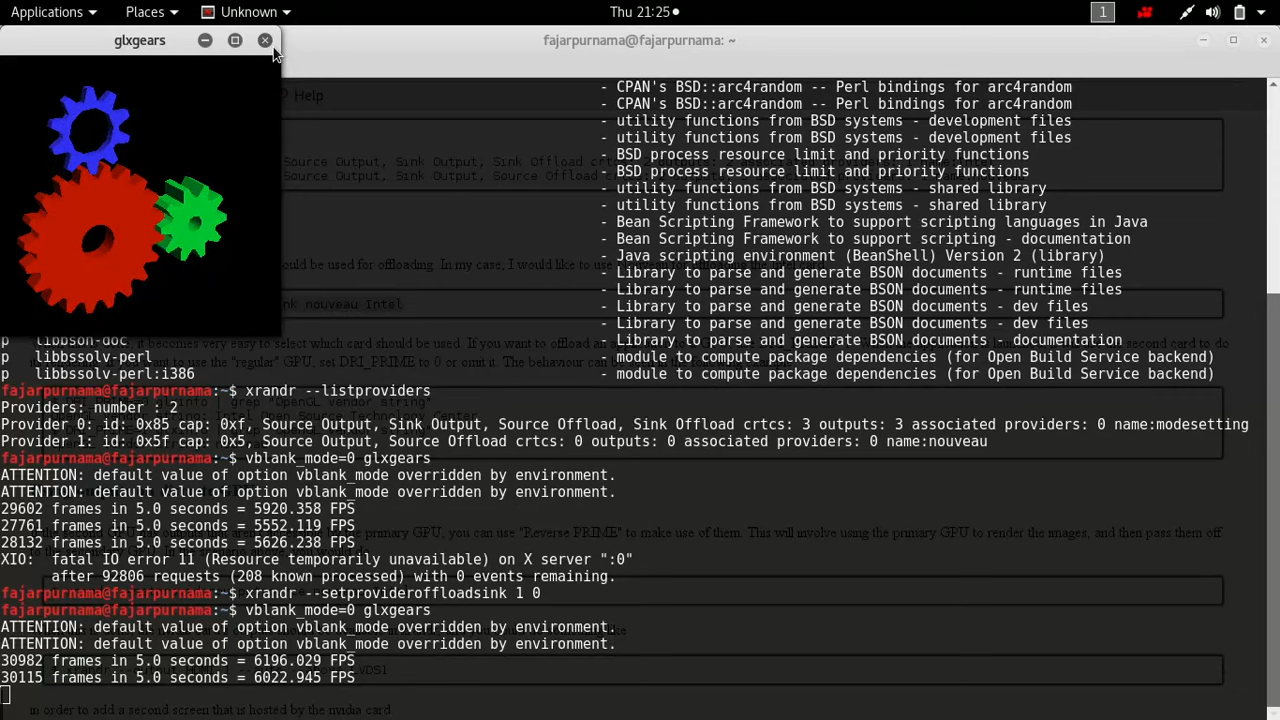 Applications Places Unknown Thu 21:25 1
glxgears
fajarpurnama@fajarpurnama: ~
Help
- CPAN's BSD::arc4random -- Perl bindings for arc4random
- CPAN's BSD::arc4random -- Perl bindings for arc4random
- utility functions from BSD systems - development files
- utility functions from BSD systems - development files
- BSD process resource limit and priority functions
- BSD process resource limit and priority functions
- utility functions from BSD systems - shared library
- utility functions from BSD systems - shared library
- Bean Scripting Framework to support scripting languages in Java
- Bean Scripting Framework to support scripting - documentation
- Java scripting environment (BeanShell) Version 2 (library)
- Library to parse and generate BSON documents - runtime files
- Library to parse and generate BSON documents - runtime files
- Library to parse and generate BSON documents - dev files
- Library to parse and generate BSON documents - dev files
libbson-doc - Library to parse and generate BSON documents - documentation
p libbssolv-perl - module to compute package dependencies (for Open Build Service backend)
p libbssolv-perl:i386 - module to compute package dependencies (for Open Build Service backend)
fajarpurnama@fajarpurnama:~$ xrandr --listproviders
Providers: number : 2
Provider 0: id: 0x85 cap: 0xf, Source Output, Sink Output, Source Offload, Sink Offload crtcs: 3 outputs: 3 associated providers: 0 name:modesetting
Provider 1: id: 0x5f cap: 0x5, Source Output, Source Offload crtcs: 0 outputs: 0 associated providers: 0 name:nouveau
fajarpurnama@fajarpurnama:~$ vblank_mode=0 glxgears
ATTENTION: default value of option vblank_mode overridden by environment.
ATTENTION: default value of option vblank_mode overridden by environment.
29602 frames in 5.0 seconds = 5920.358 FPS
27761 frames in 5.0 seconds = 5552.119 FPS
28132 frames in 5.0 seconds = 5626.238 FPS
XIO: fatal IO error 11 (Resource temporarily unavailable) on X server ":0"
after 92806 requests (208 known processed) with 0 events remaining.
fajarpurnama@fajarpurnama:~$ xrandr --setprovideroffloadsink 1 0
fajarpurnama@fajarpurnama:~$ vblank_mode=0 glxgears
ATTENTION: default value of option vblank_mode overridden by environment.
ATTENTION: default value of option vblank_mode overridden by environment.
30982 frames in 5.0 seconds = 6196.029 FPS
30115 frames in 5.0 seconds = 6022.945 FPS
in order to add a second screen that is hosted by the nvidia card